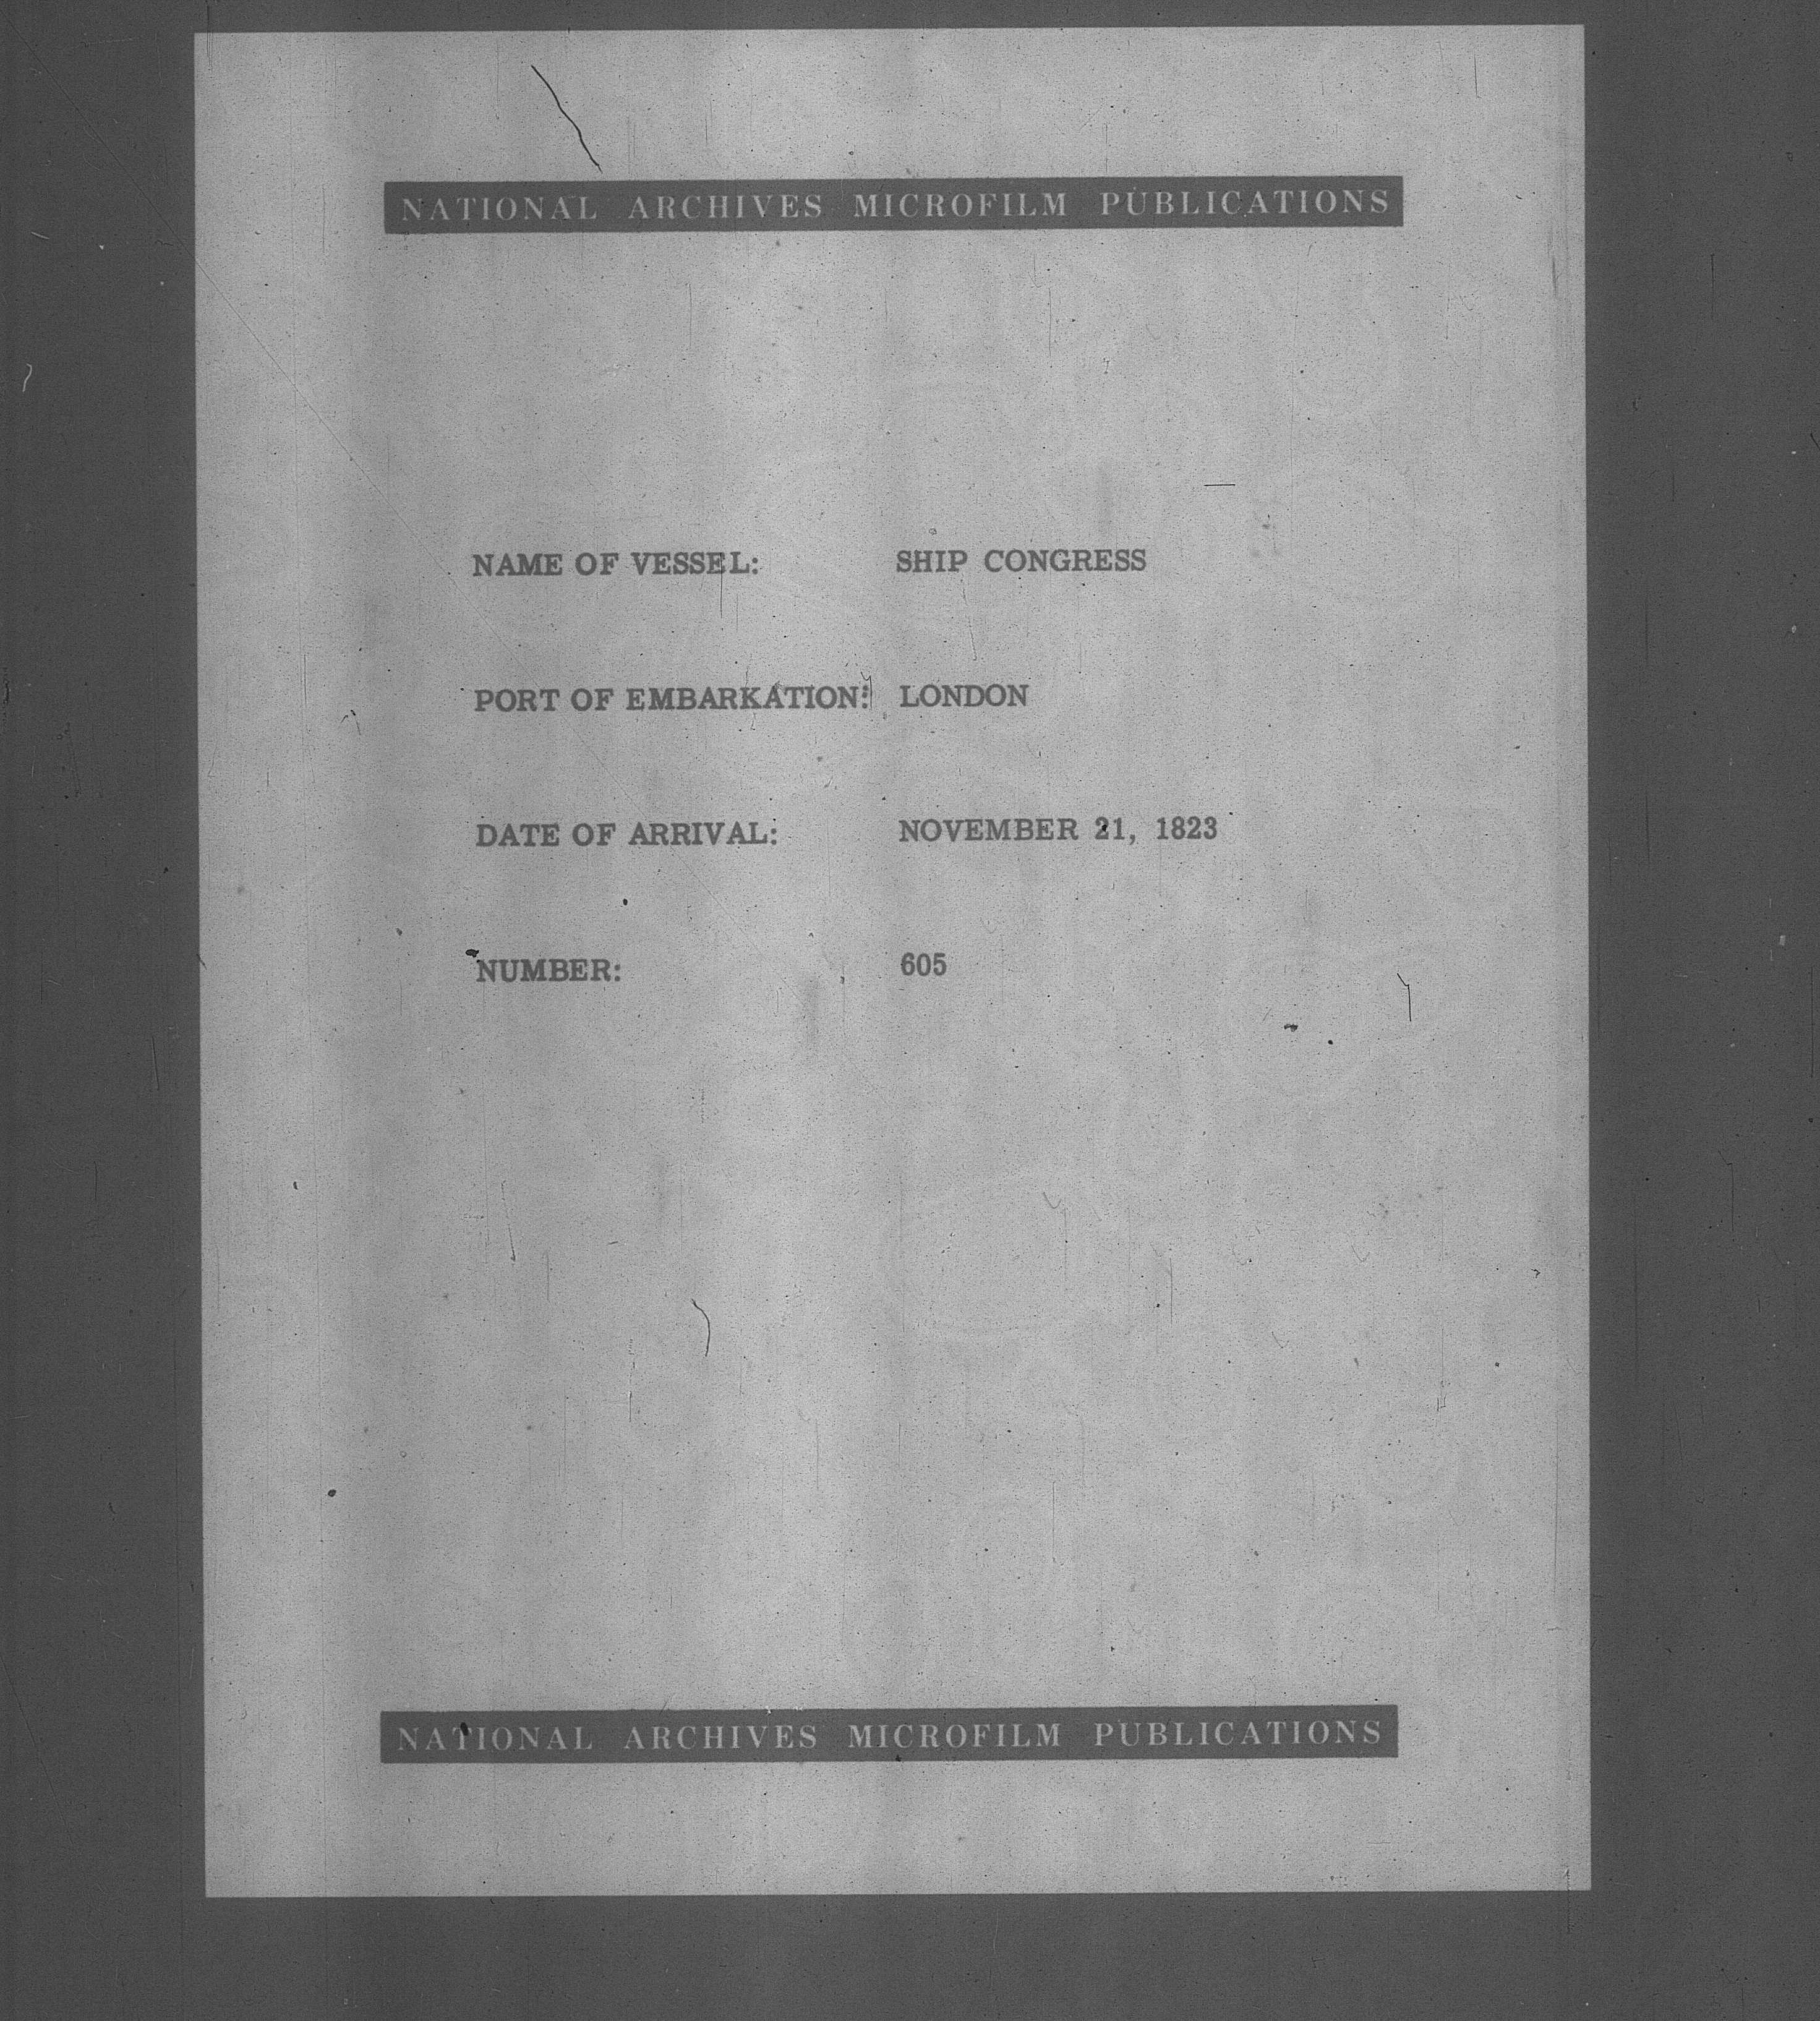 NATIONAL ARCHIVES MICROFILM PUBLICATIONS
NAME OF VESSEL: SHIP CONGRESS
PORT OF EMBARKATION: LONDON
DATE OF ARRIVAL: NOVEMBER 21, 1823
NUMBER: 605
NATIONAL ARCHIVES MICROFILM PUBLICATIONS